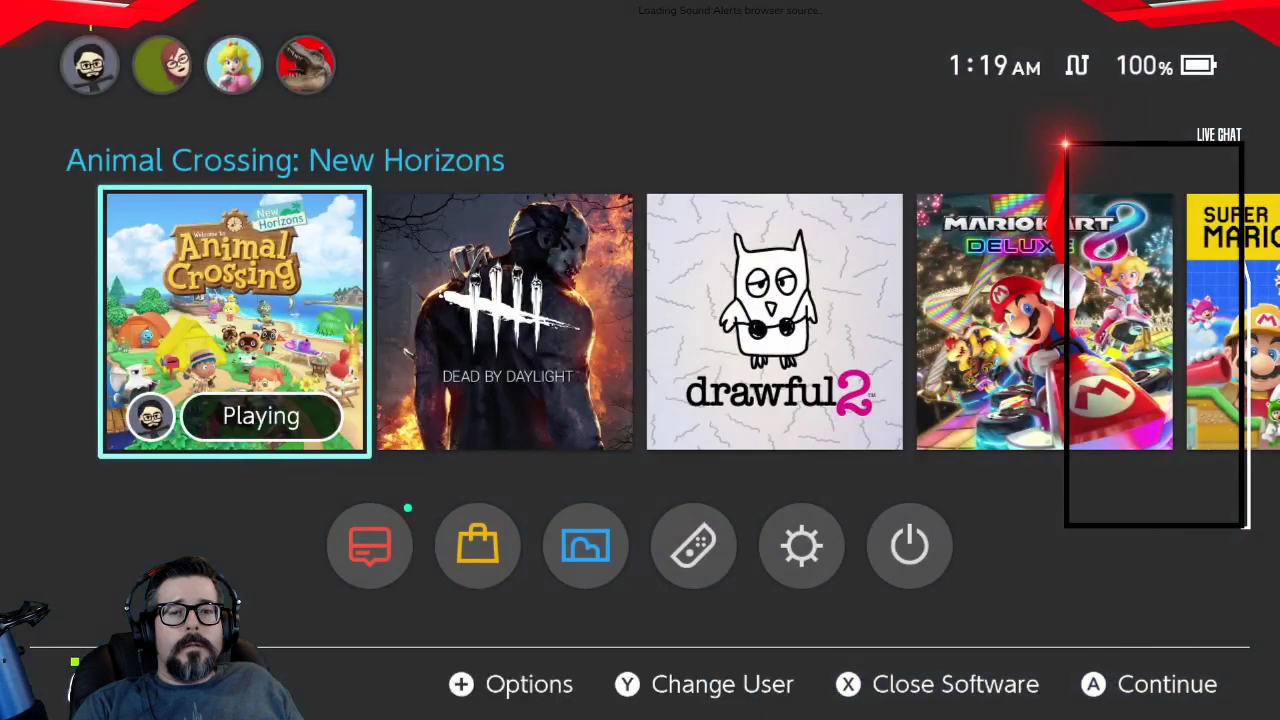 Loading Sound Alerts browser source..
1:19 AM 100%
LIVE CHAT
Animal Crossing: New Horizons
New
Horizons
Welcome to
Animal
Crossing
Playing
DEAD BY DAYLIGHT
drawful 2
MARIO KART 8
DELUXE
SUPER
MARIO
+ Options
Y Change User
X Close Software
A Continue